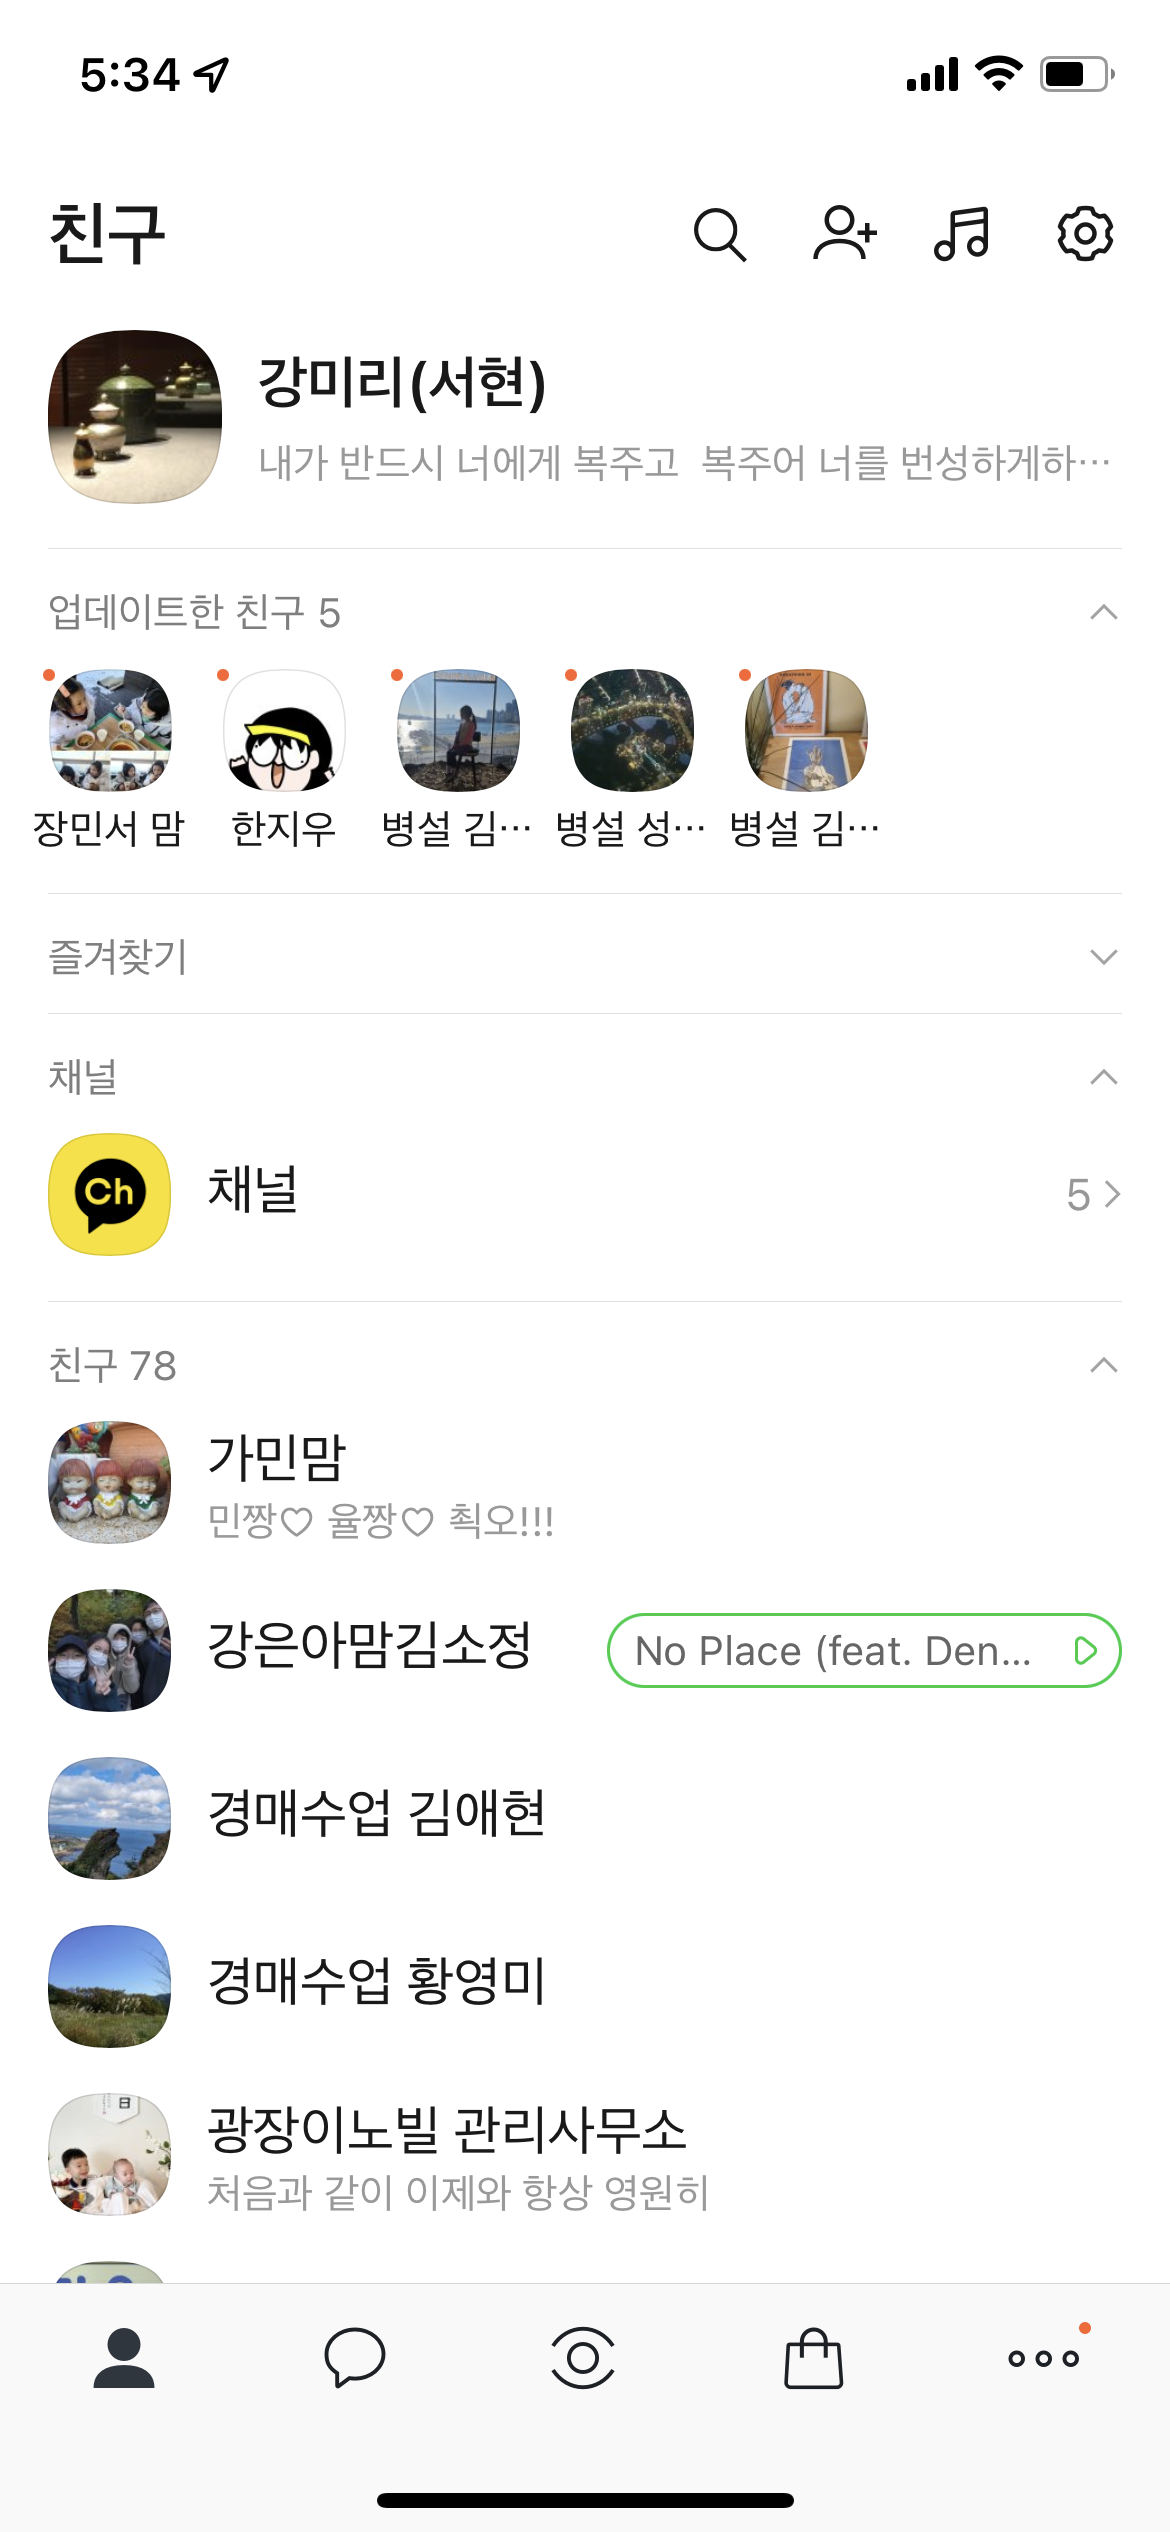 5:34
친구
강미리(서현)
내가 반드시 너에게 복주고 복주어 너를 번성하게하…
업데이트한 친구 5
장민서 맘
한지우
병설 김…
병설 성…
병설 김…
즐겨찾기
채널
Ch
채널
5
친구 78
가민맘
민짱♡ 율짱♡ 최오!!!
강은아맘김소정
No Place (feat. Den...
경매수업 김애현
경매수업 황영미
광장이노빌 관리사무소
처음과 같이 이제와 항상 영원히